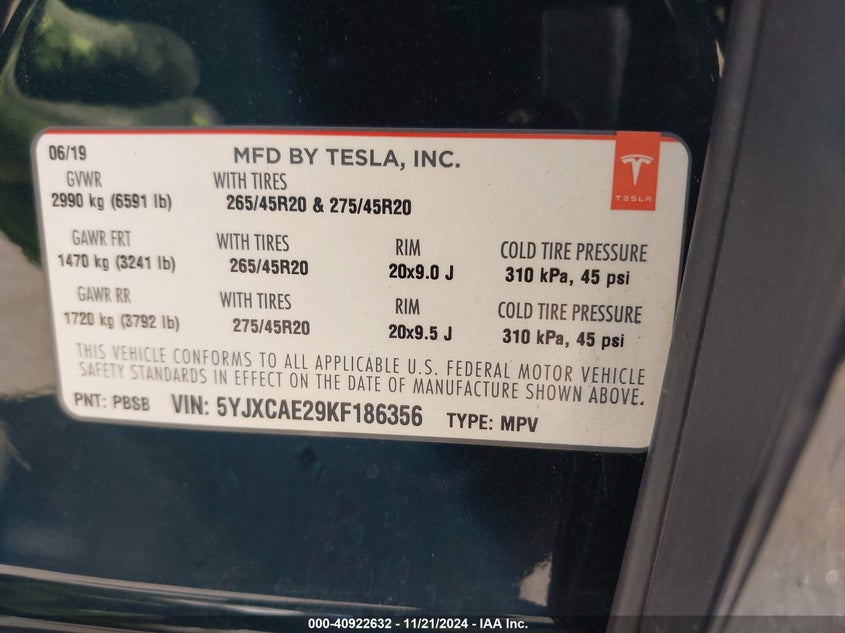 06/19
MFD BY TESLA, INC.
TESLA
GVWR WITH TIRES
2990 kg (6591 lb) 265/45R20 & 275/45R20
GAWR FRT WITH TIRES RIM COLD TIRE PRESSURE
1470 kg (3241 lb) 265/45R20 20x9.0 J 310 kPa, 45 psi
GAWR RR WITH TIRES RIM COLD TIRE PRESSURE
1720 kg (3792 lb) 275/45R20 20x9.5 J 310 kPa, 45 psi
THIS VEHICLE CONFORMS TO ALL APPLICABLE U.S. FEDERAL MOTOR VEHICLE
SAFETY STANDARDS IN EFFECT ON THE DATE OF MANUFACTURE SHOWN ABOVE.
PNT: PBSB VIN: 5YJXCAE29KF186356 TYPE: MPV
000-40922632 - 11/21/2024 - IAA Inc.